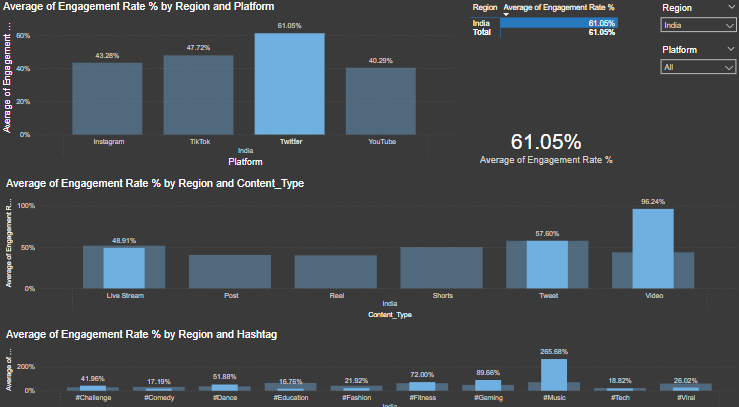 Average of Engagement Rate % by Region and Platform
Average of Engagement ...
60%
40%
20%
0%
43.28%
47.72%
61.05%
40.29%
Instagram
TikTok
Twitter
YouTube
India
Platform
Region Average of Engagement Rate %
India 61.05%
Total 61.05%
Region
India
Platform
All
61.05%
Average of Engagement Rate %
Average of Engagement Rate % by Region and Content_Type
Average of Engagement R...
100%
50%
0%
48.91%
57.60%
96.24%
Live Stream
Post
Reel
Shorts
Tweet
Video
India
Content_Type
Average of Engagement Rate % by Region and Hashtag
Average of ...
200%
0%
41.96%
17.19%
51.88%
16.76%
21.92%
72.00%
89.66%
265.68%
18.82%
26.02%
#Challenge
#Comedy
#Dance
#Education
#Fashion
#Fitness
#Gaming
#Music
#Tech
#Viral
India